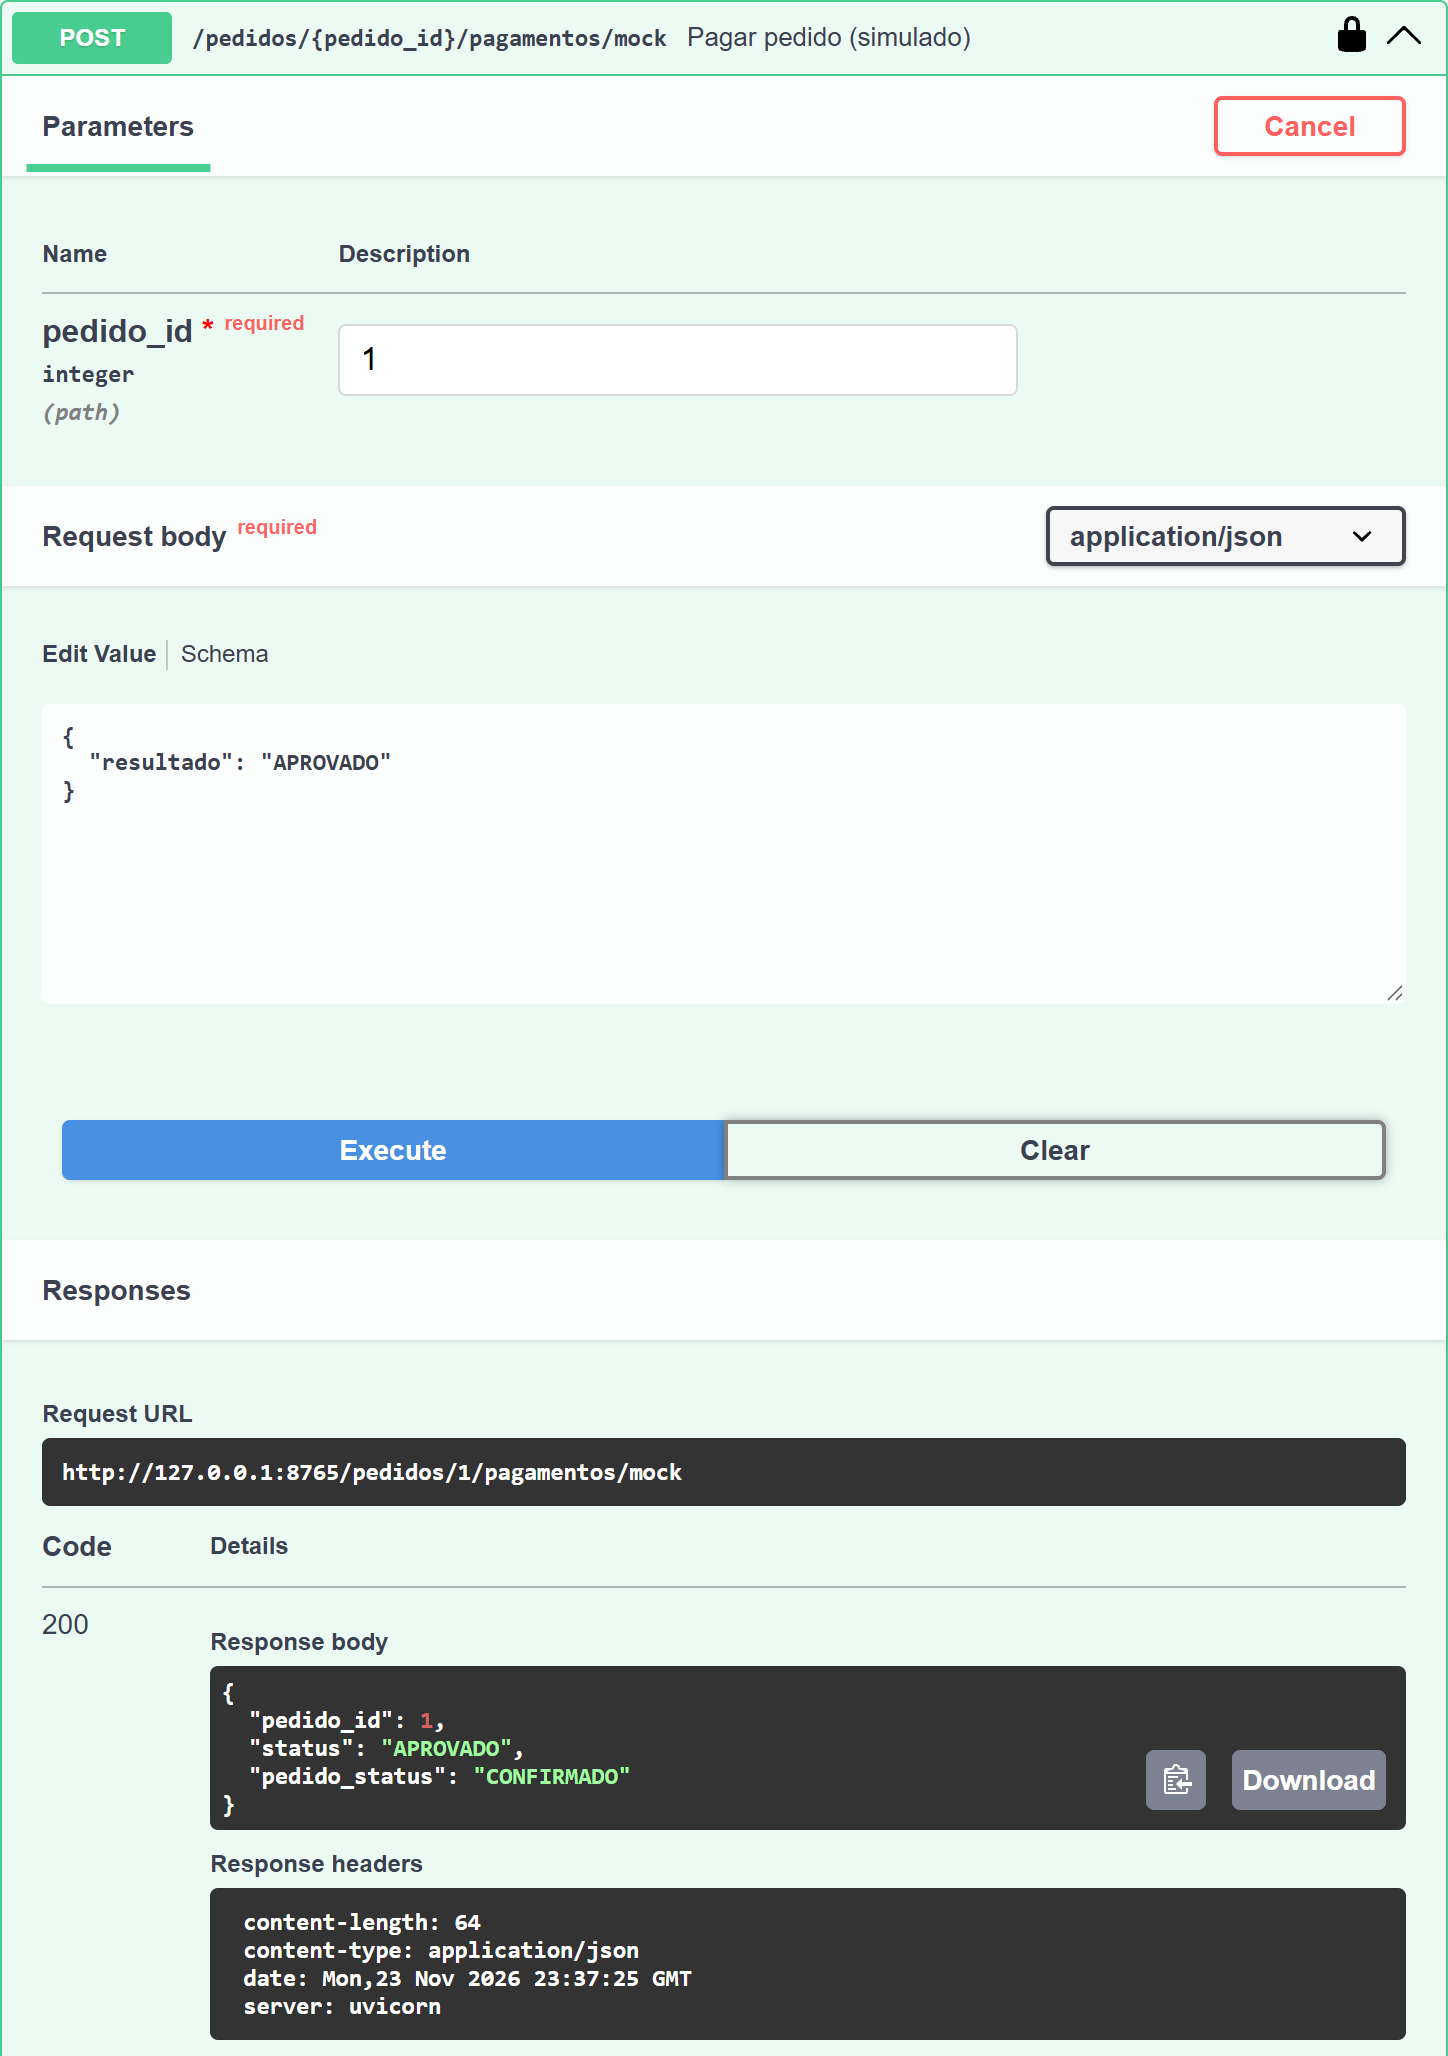 POST /pedidos/{pedido_id}/pagamentos/mock Pagar pedido (simulado)
Parameters Cancel
Name Description
pedido_id * required
integer
(path)
1
Request body required application/json
Edit Value Schema
{
  "resultado": "APROVADO"
}
Execute Clear
Responses
Request URL
http://127.0.0.1:8765/pedidos/1/pagamentos/mock
Code Details
200
Response body
{
  "pedido_id": 1,
  "status": "APROVADO",
  "pedido_status": "CONFIRMADO"
}
Download
Response headers
content-length: 64
content-type: application/json
date: Mon,23 Nov 2026 23:37:25 GMT
server: uvicorn